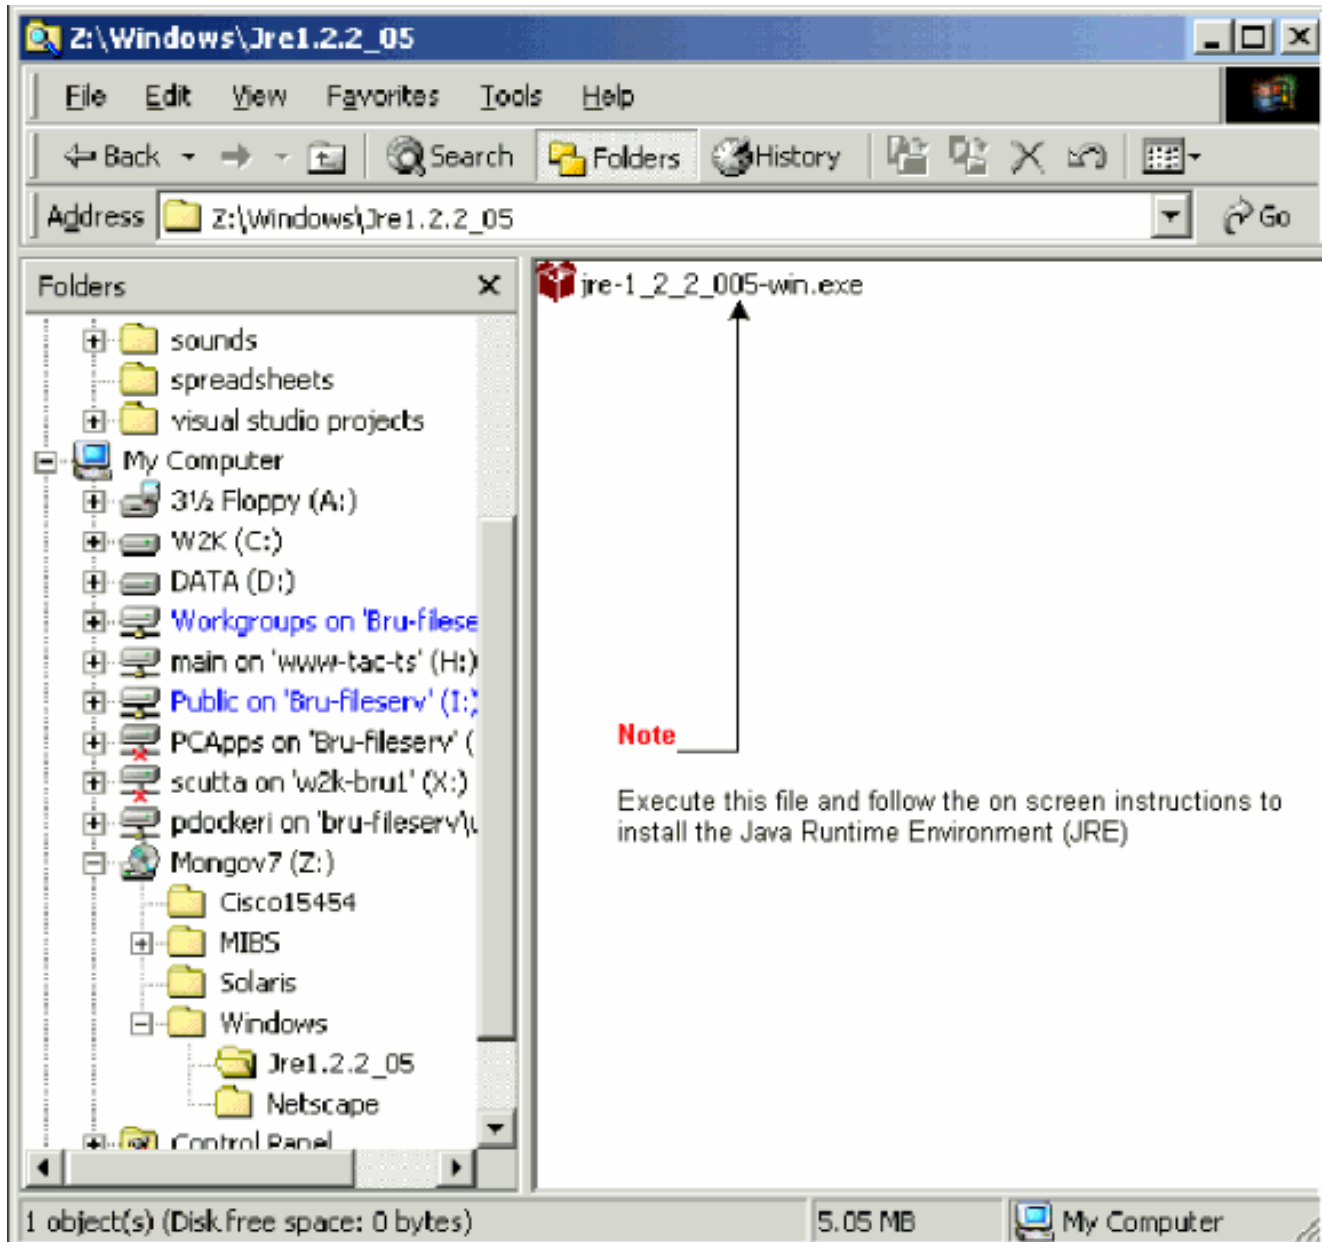 Z:\Windows\Jre1.2.2_05
File Edit View Favorites Tools Help
Back Search Folders History
Address Z:\Windows\Jre1.2.2_05 Go
Folders
sounds
spreadsheets
visual studio projects
My Computer
3½ Floppy (A:)
W2K (C:)
DATA (D:)
Workgroups on 'Bru-filese
main on 'www-tac-ts' (H:)
Public on 'Bru-fileserv' (I:)
PCApps on 'Bru-fileserv' (
scutta on 'w2k-bru1' (X:)
pdockeri on 'bru-fileserv\
Mongov7 (Z:)
Cisco15454
MIBS
Solaris
Windows
Jre1.2.2_05
Netscape
Control Panel
jre-1_2_2_005-win.exe
Note
Execute this file and follow the on screen instructions to
install the Java Runtime Environment (JRE)
1 object(s) (Disk free space: 0 bytes) 5.05 MB My Computer